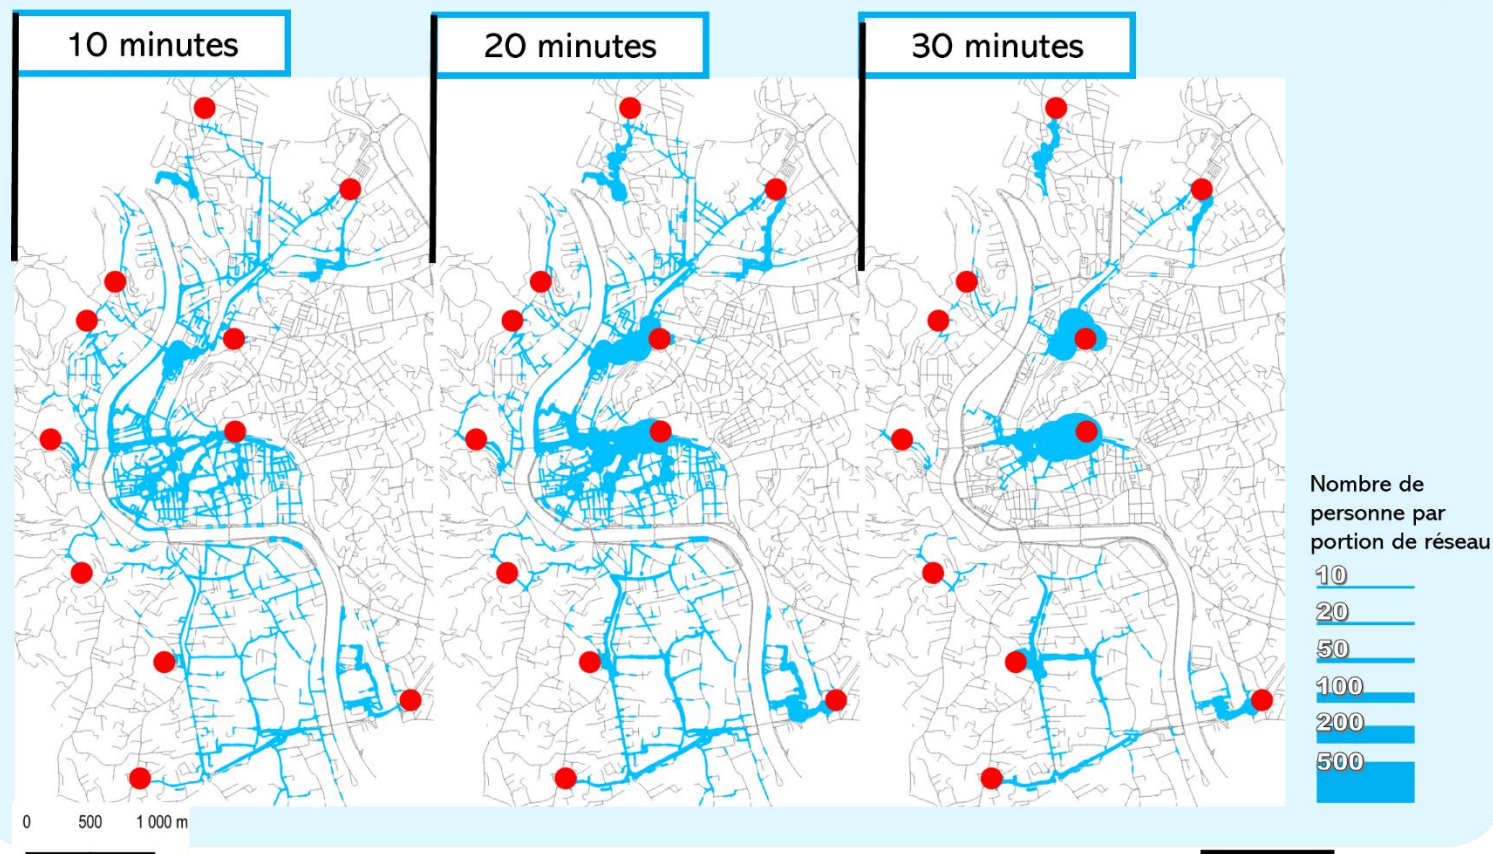 10 minutes
20 minutes
30 minutes
Nombre de
personne par
portion de réseau
10
20
50
100
200
500
0 500 1 000 m